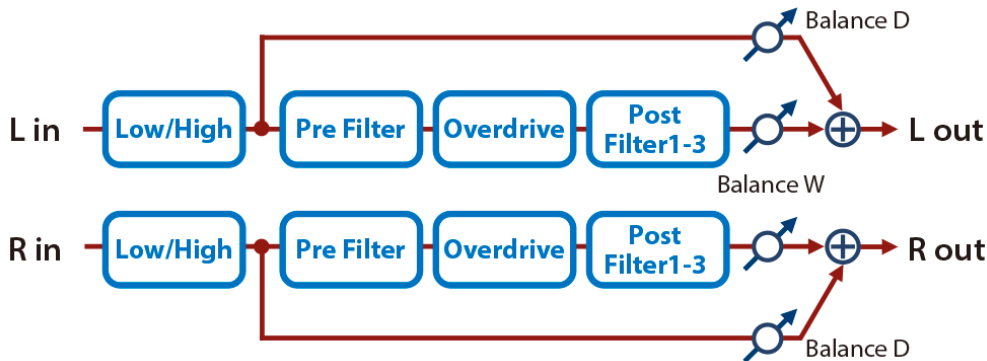 Balance D
L in
Low/High
Pre Filter
Overdrive
Post
Filter1-3
L out
Balance W
R in
Low/High
Pre Filter
Overdrive
Post
Filter1-3
R out
Balance D